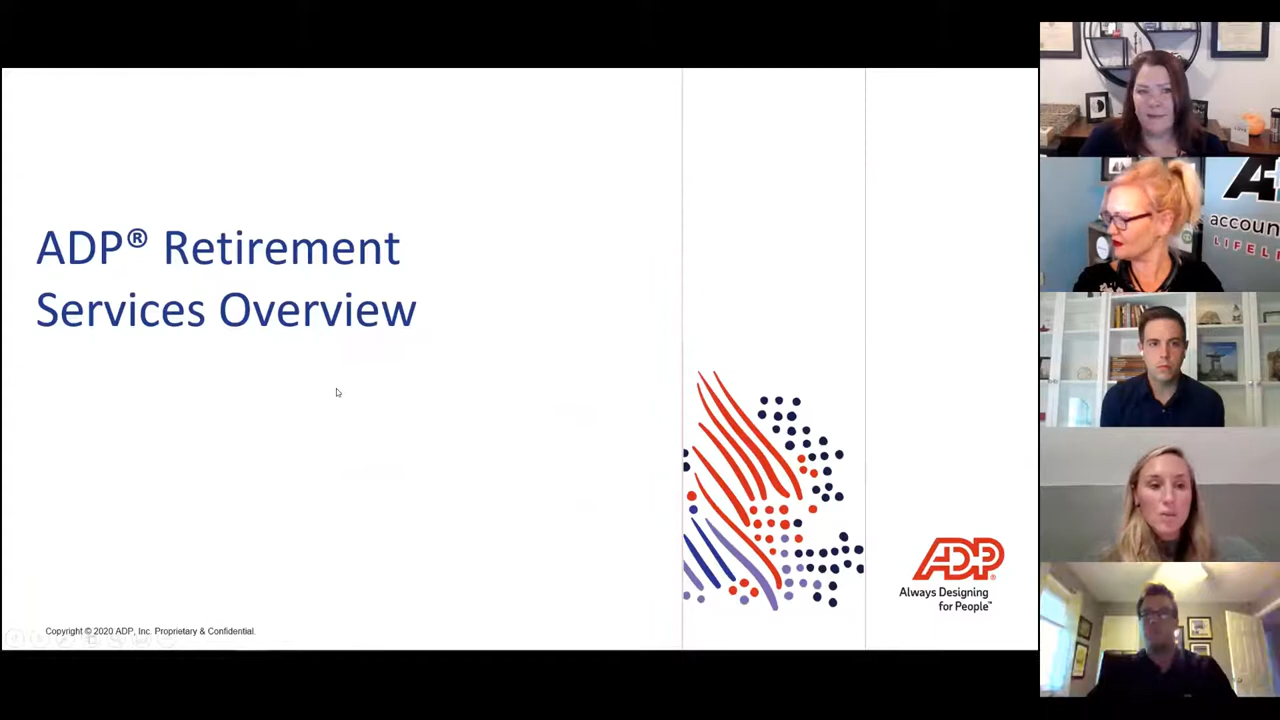 ADP® Retirement
Services Overview
ADP®
Always Designing
for People™
Copyright © 2020 ADP, Inc. Proprietary & Confidential.
accoun
LIFELI